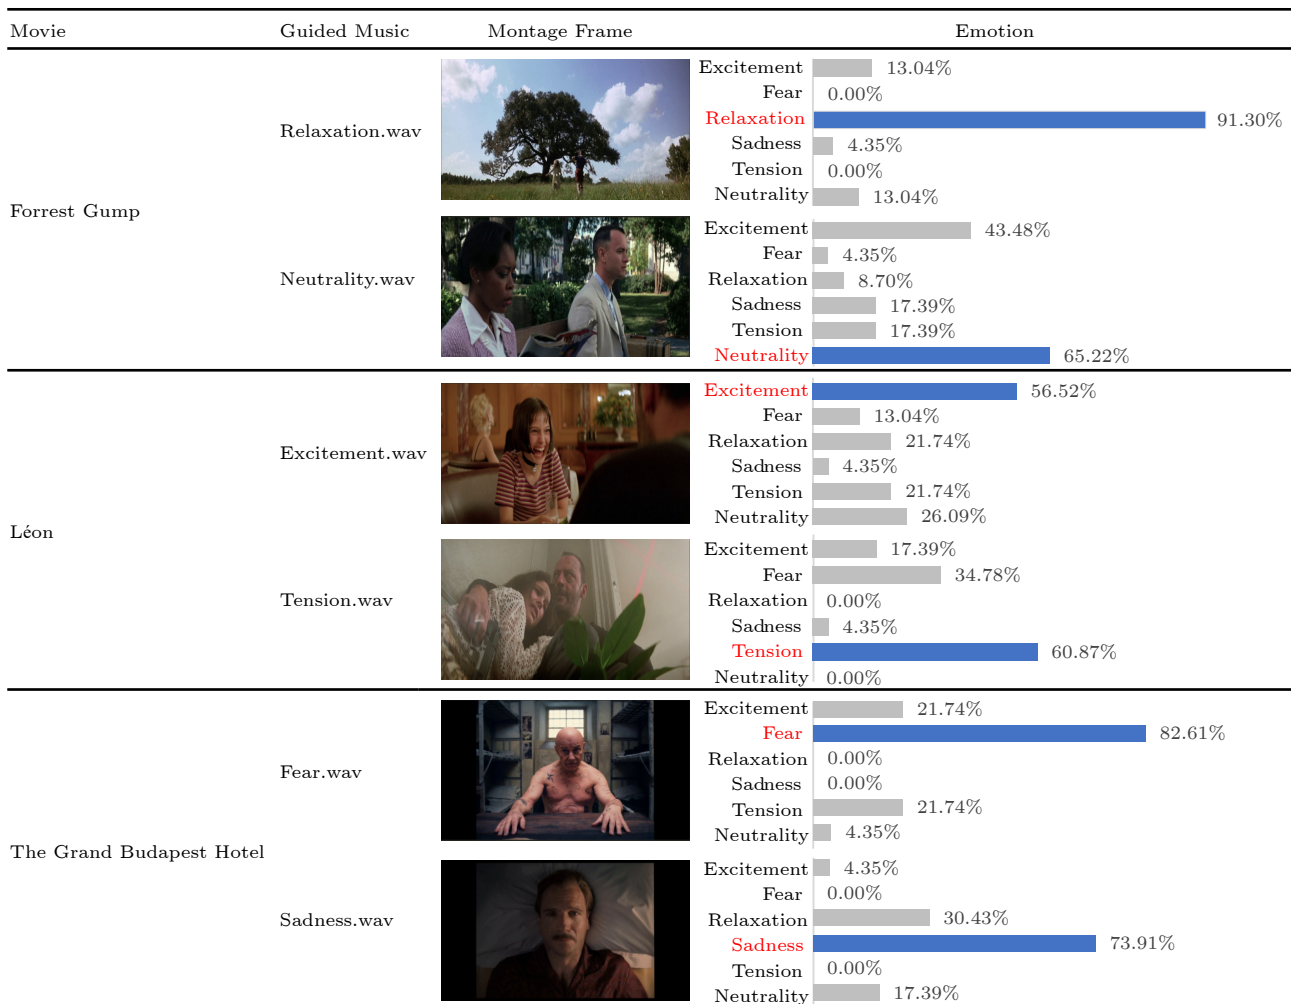 Movie Guided Music Montage Frame Emotion
Forrest Gump
Relaxation.wav
Excitement 13.04%
Fear 0.00%
Relaxation 91.30%
Sadness 4.35%
Tension 0.00%
Neutrality 13.04%
Neutrality.wav
Excitement 43.48%
Fear 4.35%
Relaxation 8.70%
Sadness 17.39%
Tension 17.39%
Neutrality 65.22%
Léon
Excitement.wav
Excitement 56.52%
Fear 13.04%
Relaxation 21.74%
Sadness 4.35%
Tension 21.74%
Neutrality 26.09%
Tension.wav
Excitement 17.39%
Fear 34.78%
Relaxation 0.00%
Sadness 4.35%
Tension 60.87%
Neutrality 0.00%
The Grand Budapest Hotel
Fear.wav
Excitement 21.74%
Fear 82.61%
Relaxation 0.00%
Sadness 0.00%
Tension 21.74%
Neutrality 4.35%
Sadness.wav
Excitement 4.35%
Fear 0.00%
Relaxation 30.43%
Sadness 73.91%
Tension 0.00%
Neutrality 17.39%